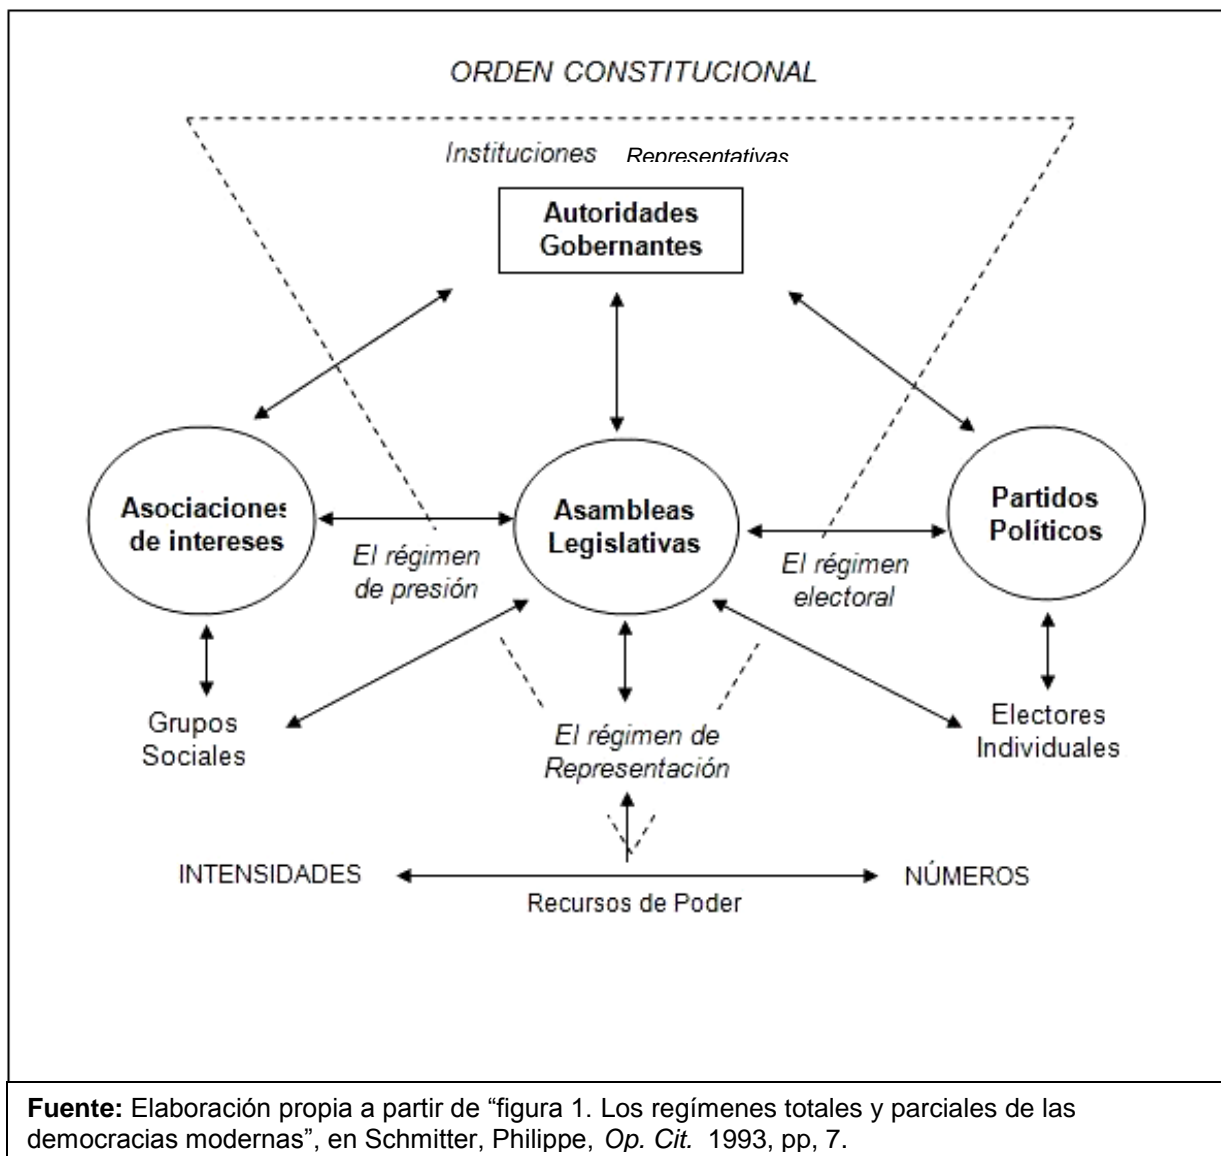 ORDEN CONSTITUCIONAL
Instituciones Representativas
Autoridades
Gobernantes
Asociaciones
de intereses
Asambleas
Legislativas
Partidos
Políticos
El régimen
de presión
El régimen
electoral
Grupos
Sociales
El régimen de
Representación
Electores
Individuales
INTENSIDADES
NÚMEROS
Recursos de Poder
Fuente: Elaboración propia a partir de “figura 1. Los regímenes totales y parciales de las
democracias modernas”, en Schmitter, Philippe, Op. Cit. 1993, pp, 7.